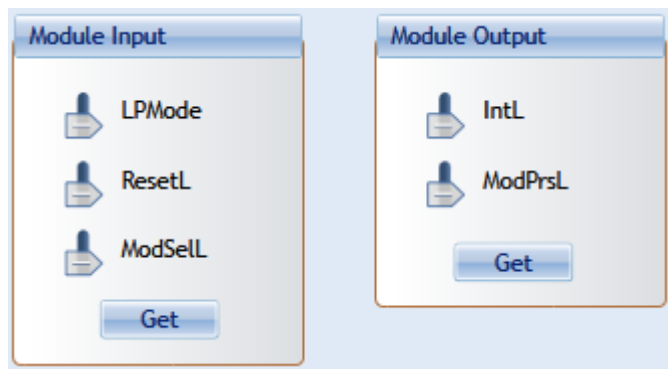 Module Input
LPMode
ResetL
ModSelL
Get
Module Output
IntL
ModPrsL
Get